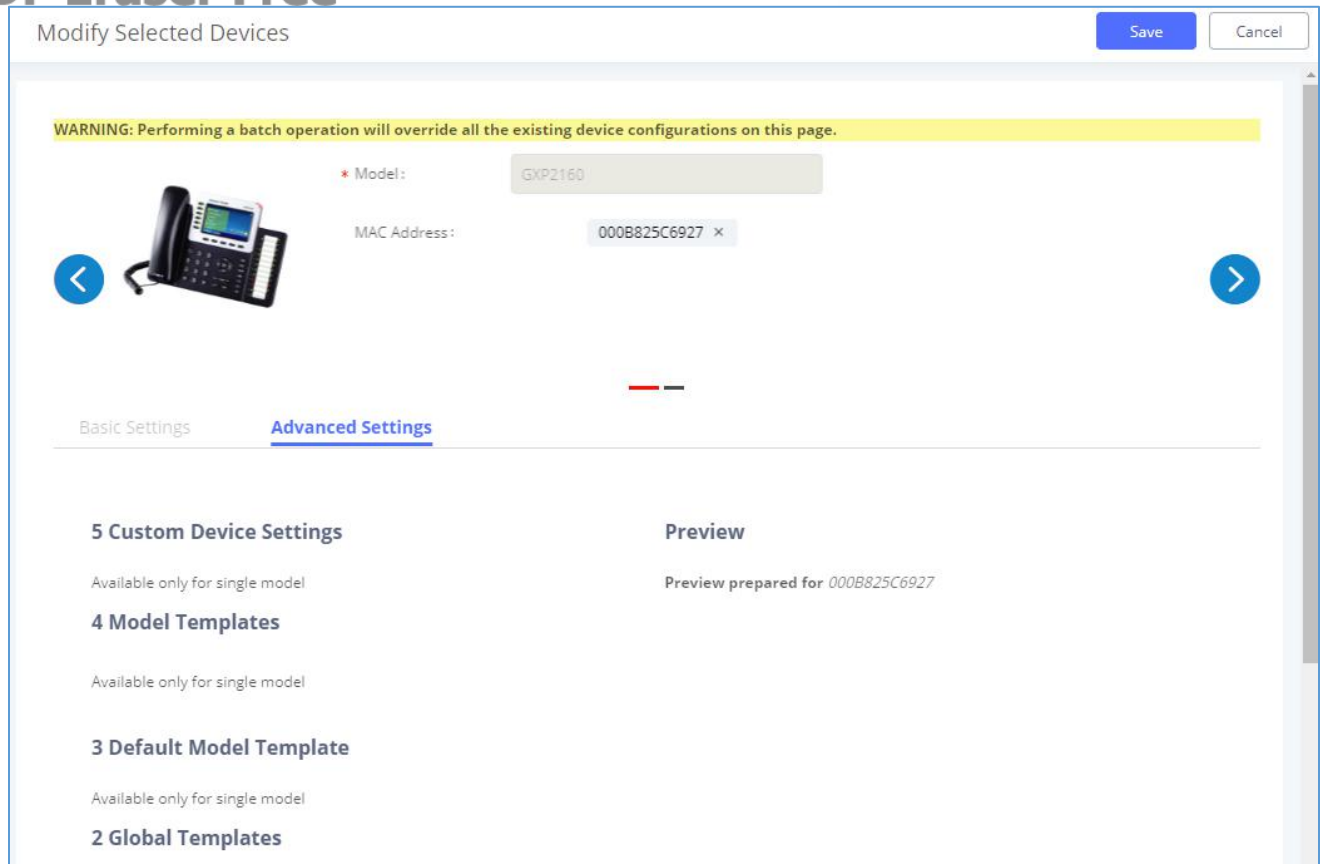 Modify Selected Devices
Save
Cancel
WARNING: Performing a batch operation will override all the existing device configurations on this page.
* Model :
GXP2160
MAC Address :
000B825C6927 ×
Basic Settings
Advanced Settings
5 Custom Device Settings
Preview
Available only for single model
Preview prepared for 000B825C6927
4 Model Templates
Available only for single model
3 Default Model Template
Available only for single model
2 Global Templates